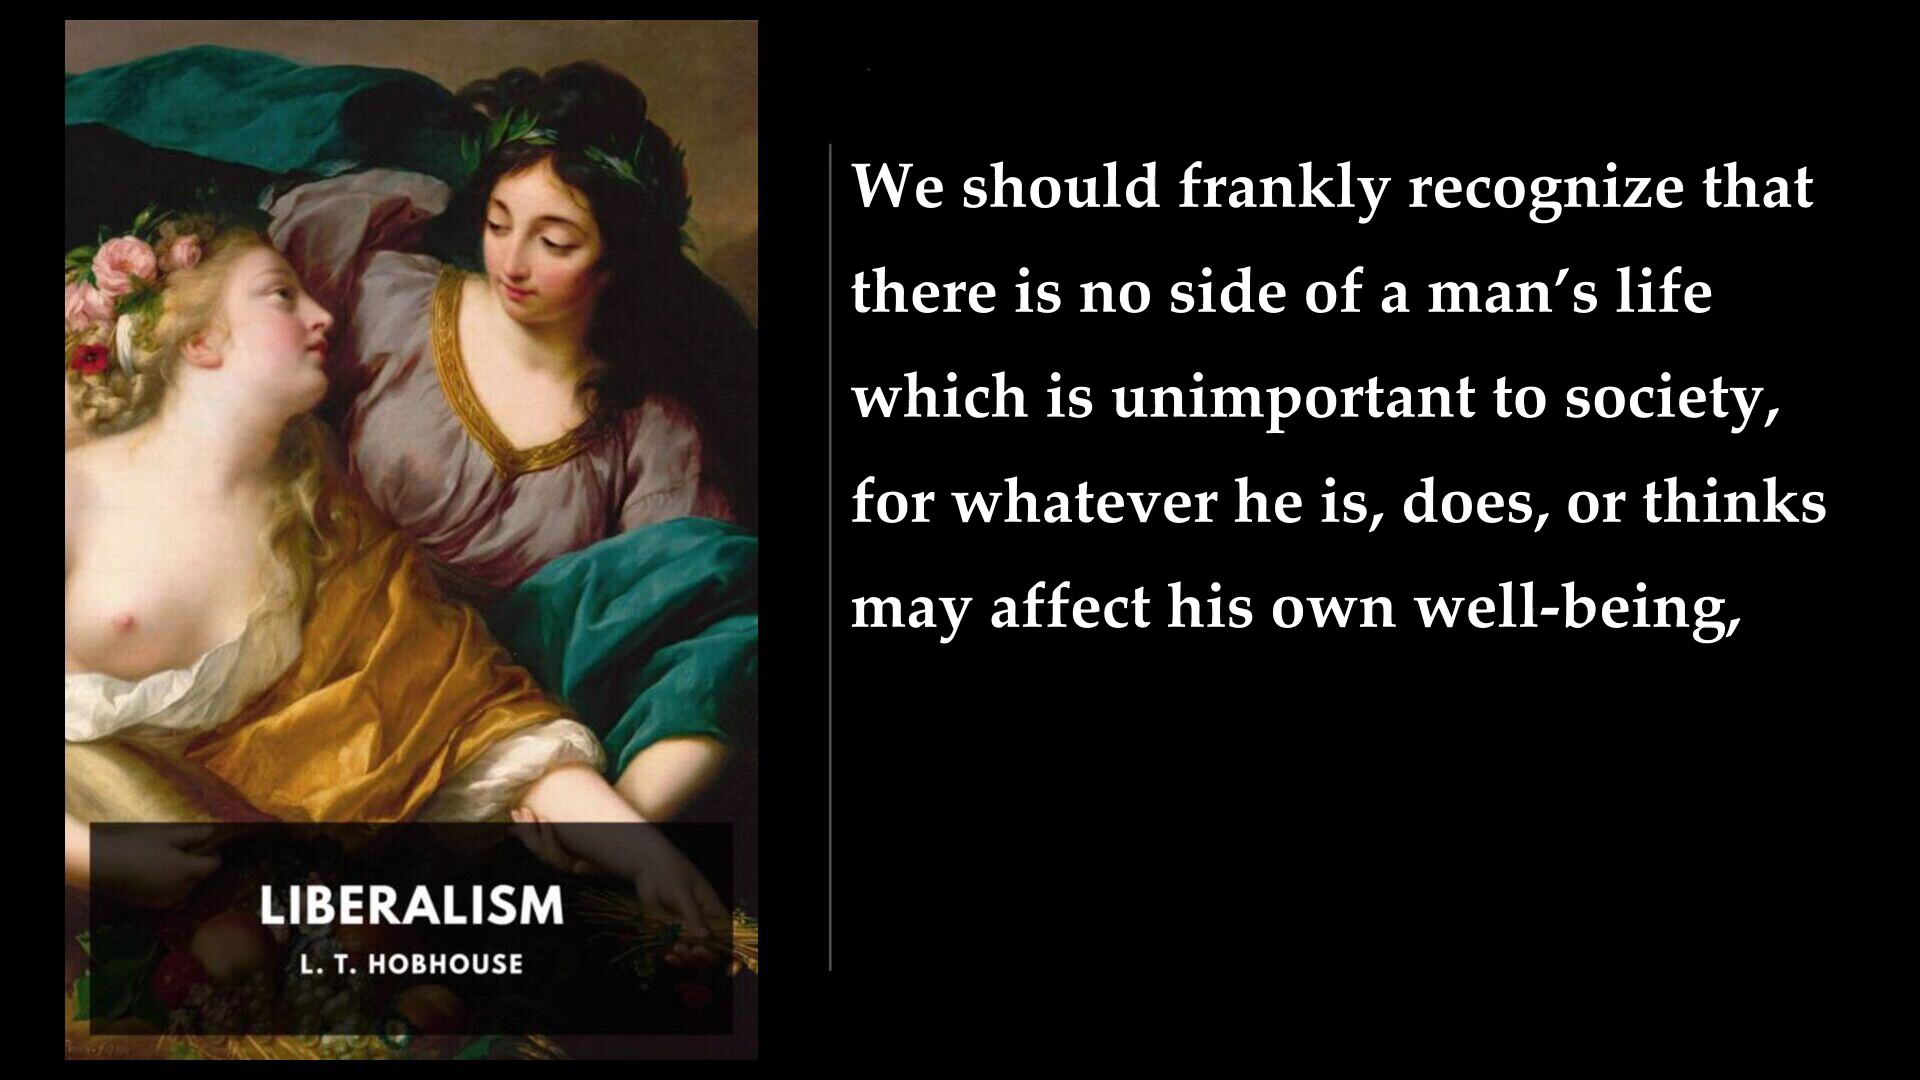 We should frankly recognize that
there is no side of a man’s life
which is unimportant to society,
for whatever he is, does, or thinks
may affect his own well-being,
LIBERALISM
L. T. HOBHOUSE